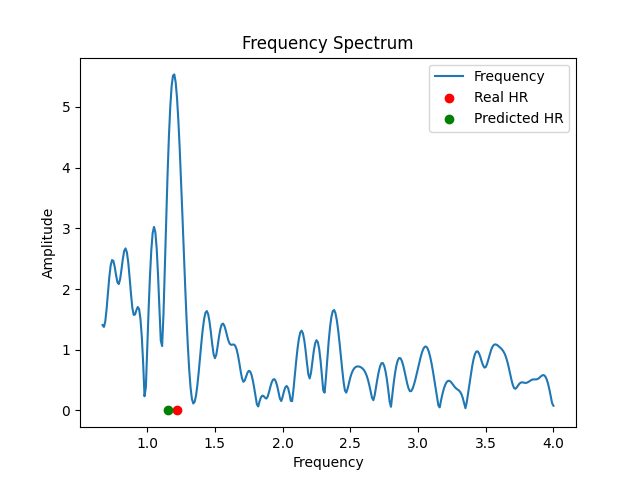 Frequency Spectrum
Frequency
Real HR
Predicted HR
Amplitude
5
4
3
2
1
0
1.0 1.5 2.0 2.5 3.0 3.5 4.0
Frequency